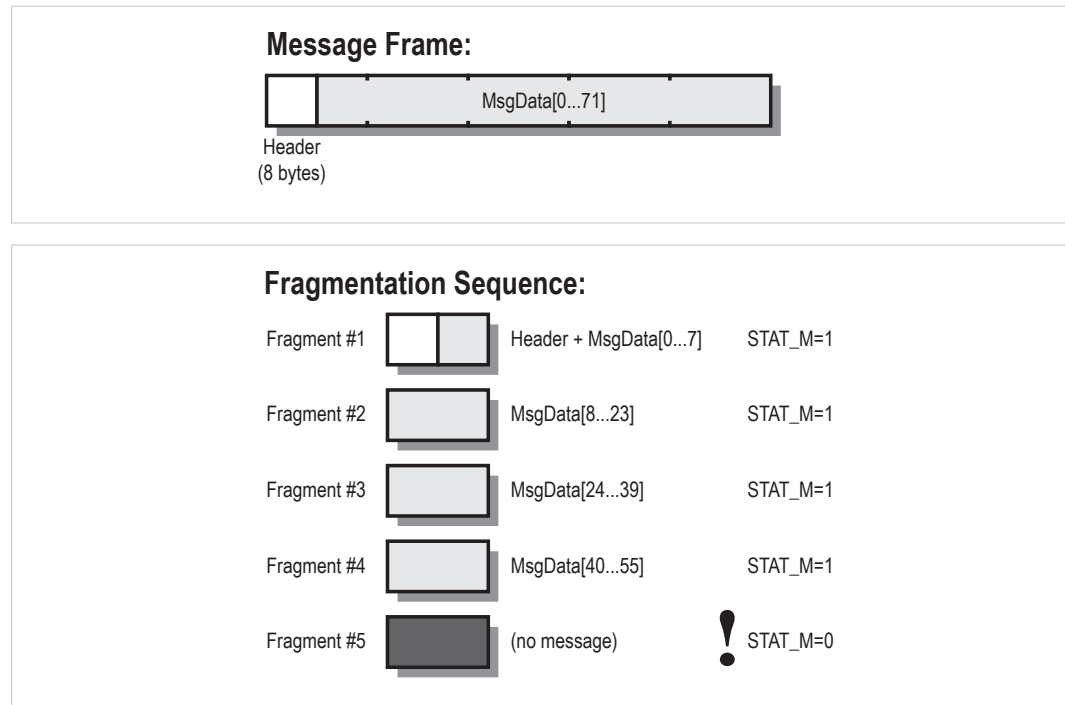 Message Frame:
MsgData[0...71]
Header
(8 bytes)
Fragmentation Sequence:
Fragment #1 Header + MsgData[0...7] STAT_M=1
Fragment #2 MsgData[8...23] STAT_M=1
Fragment #3 MsgData[24...39] STAT_M=1
Fragment #4 MsgData[40...55] STAT_M=1
Fragment #5 (no message) ! STAT_M=0